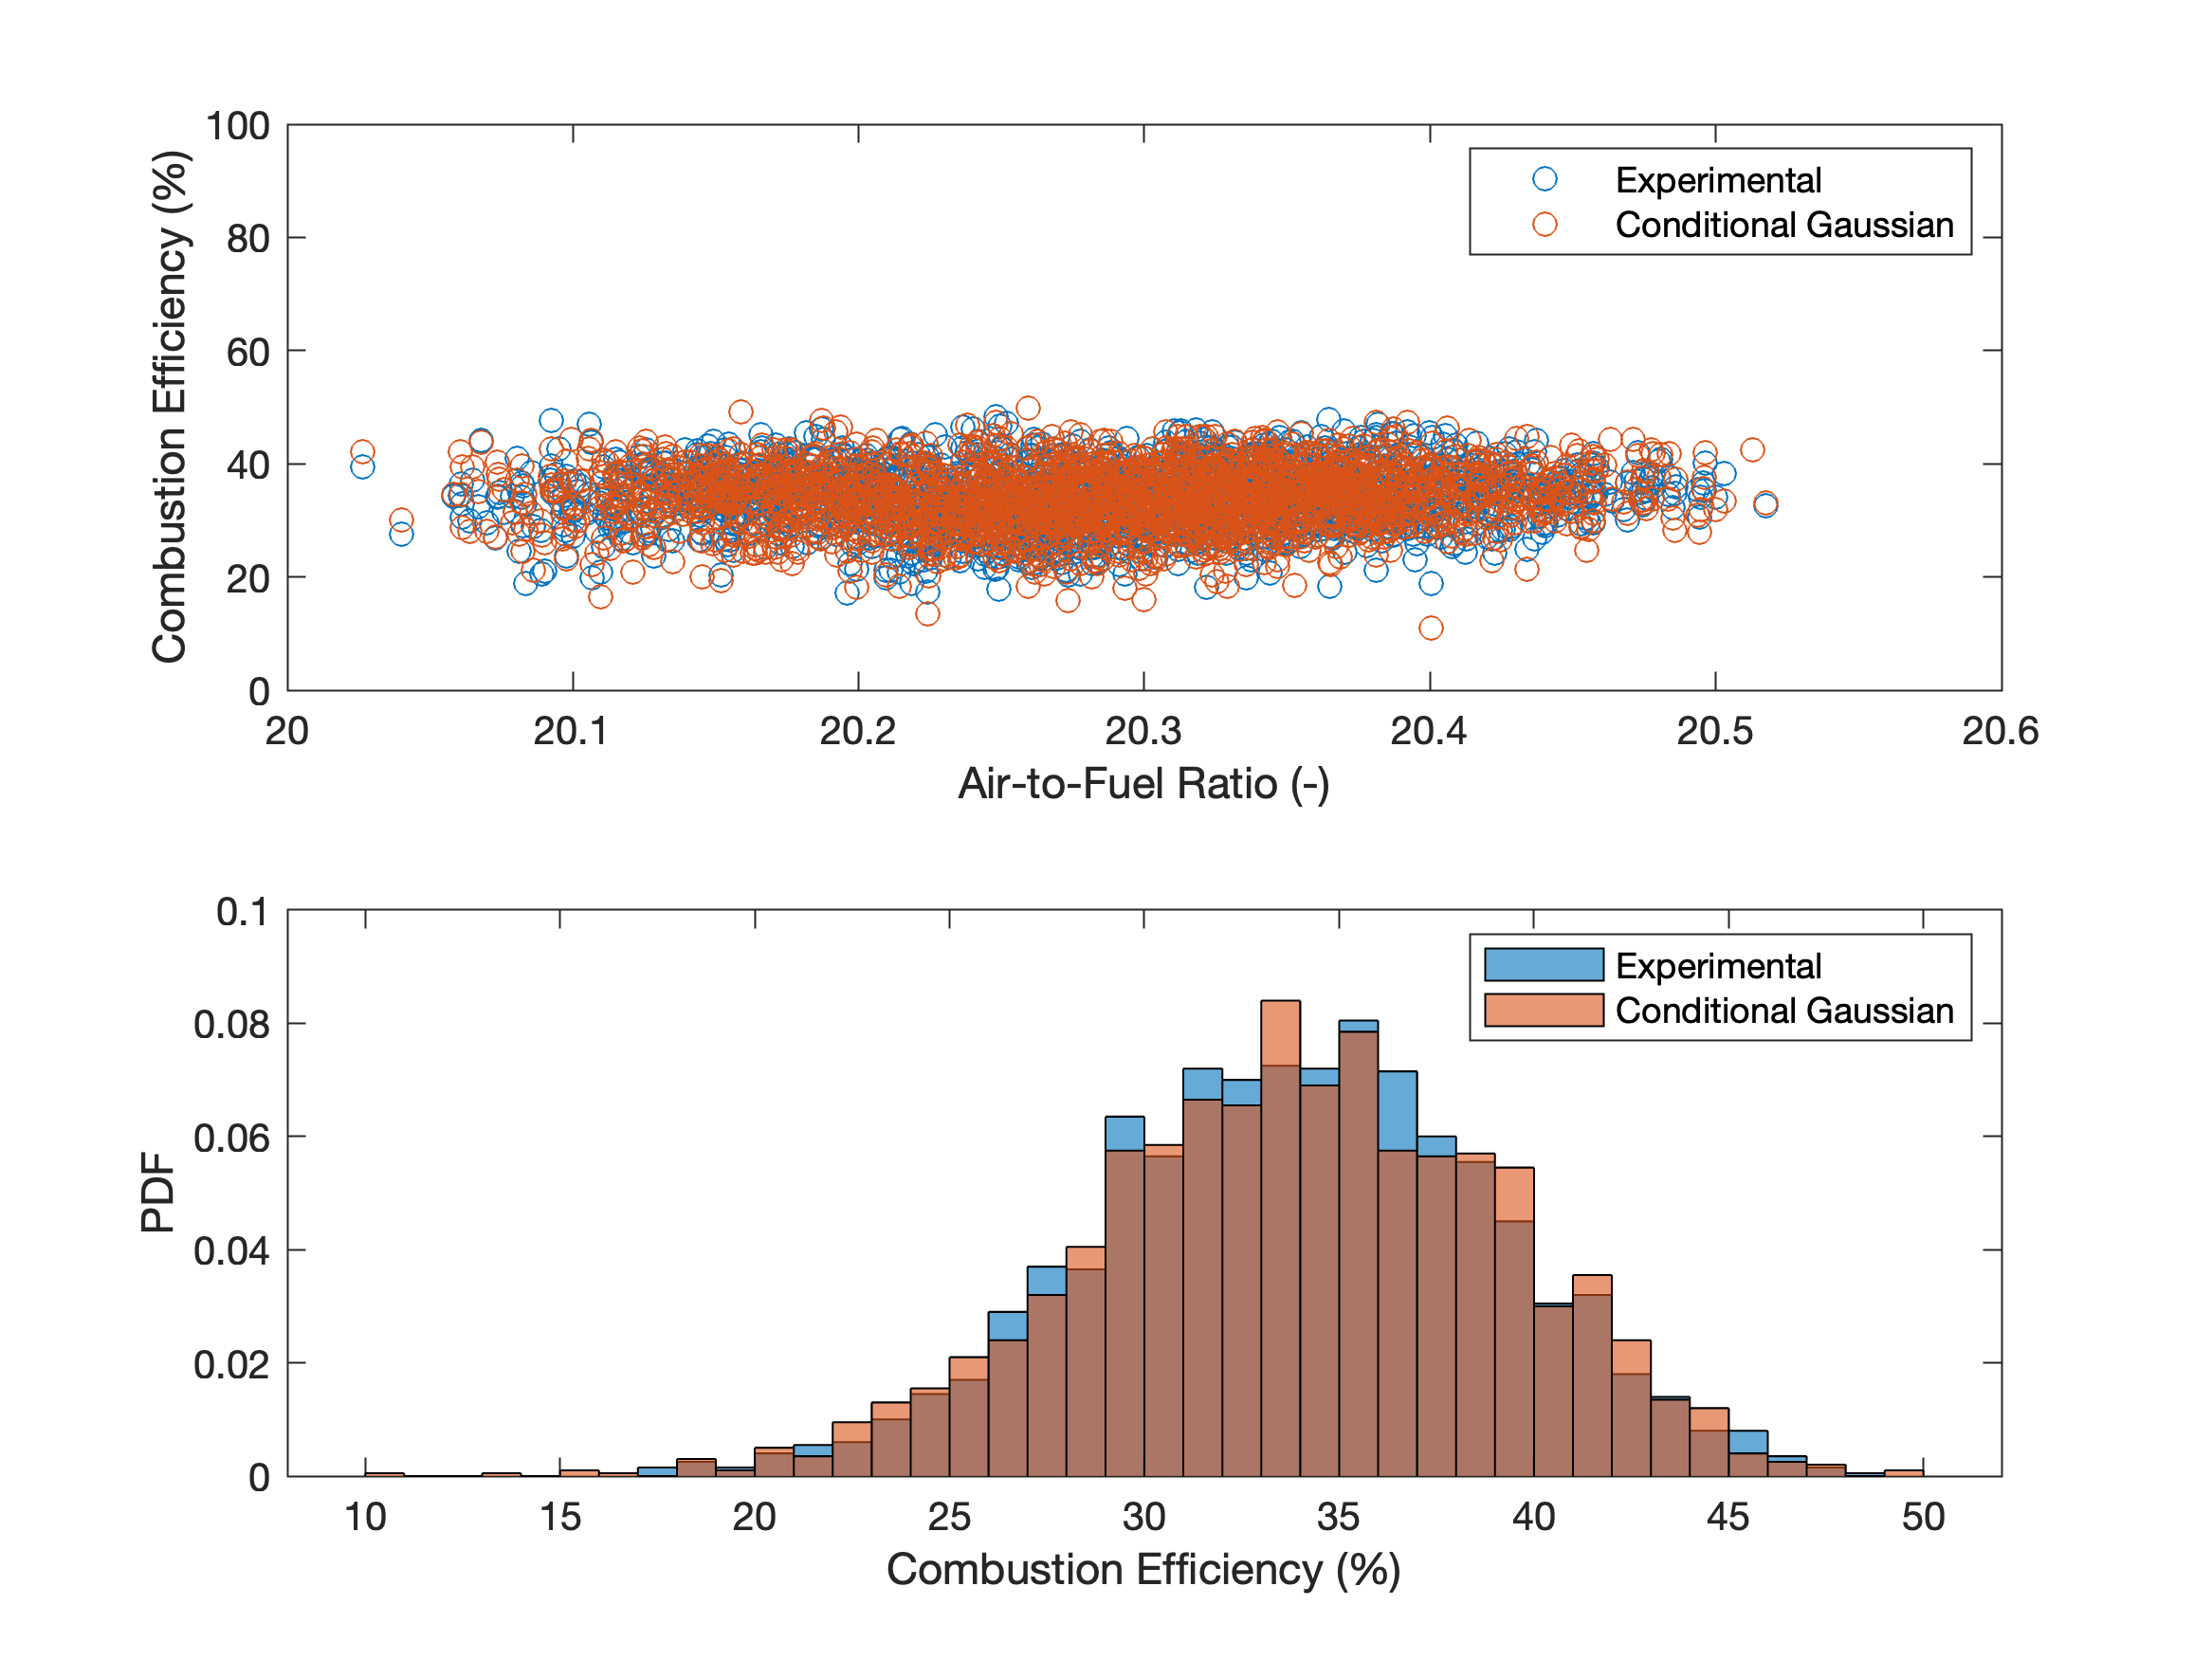 100
80
60
40
20
0
Combustion Efficiency (%)
Experimental
Conditional Gaussian
20 20.1 20.2 20.3 20.4 20.5 20.6
Air-to-Fuel Ratio (-)
0.1
0.08
0.06
0.04
0.02
0
PDF
Experimental
Conditional Gaussian
10 15 20 25 30 35 40 45 50
Combustion Efficiency (%)